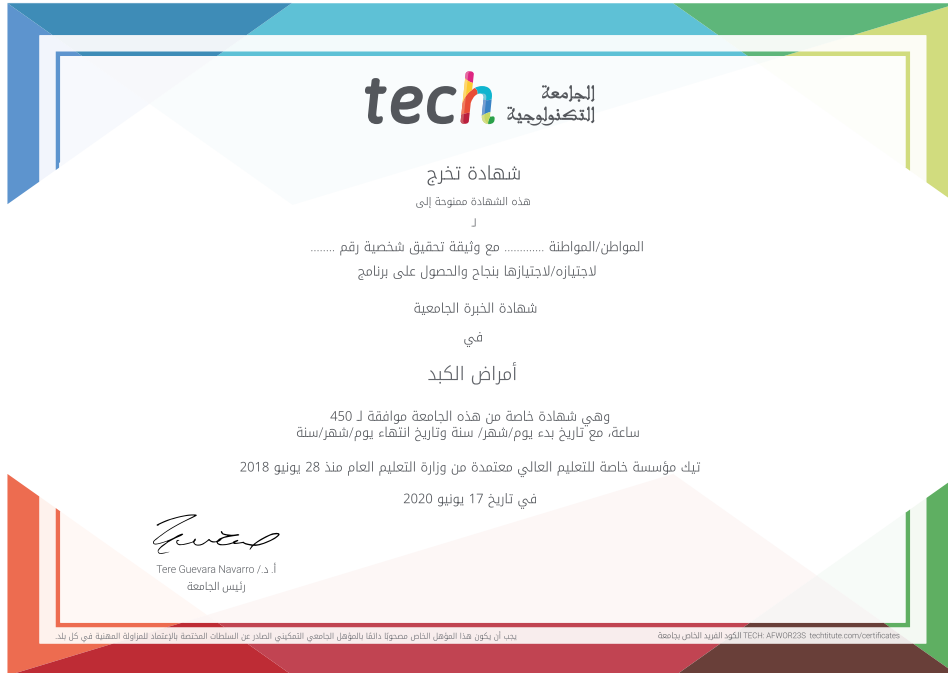 tech الجامعة
التكنولوجية
شهادة تخرج
هذه الشهادة ممنوحة إلى
لـ
المواطن/المواطنة ............ مع وثيقة تحقيق شخصية رقم ........
لاجتيازه/لاجتيازها بنجاح والحصول على برنامج
شهادة الخبرة الجامعية
في
أمراض الكبد
وهي شهادة خاصة من هذه الجامعة موافقة لـ 450
ساعة، مع تاريخ بدء يوم/شهر/ سنة وتاريخ انتهاء يوم/شهر/سنة
تيك مؤسسة خاصة للتعليم العالي معتمدة من وزارة التعليم العام منذ 28 يونيو 2018
في تاريخ 17 يونيو 2020
أ. د./ Tere Guevara Navarro
رئيس الجامعة
يجب أن يكون هذا المؤهل الخاص مصحوبًا دائمًا بالمؤهل الجامعي التمكيني الصادر عن السلطات المختصة بالإعتماد للمزاولة المهنية في كل بلد.
الكود الفريد الخاص بجامعة TECH: AFWOR23S techtitute.com/certificates